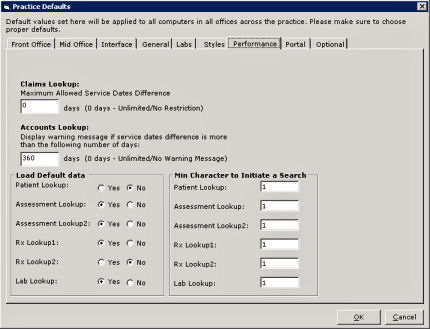 Practice Defaults
Default values set here will be applied to all computers in all offices across the practice. Please make sure to choose
proper defaults.
Front Office Mid Office Interface General Labs Styles Performance Portal Optional
Claims Lookup:
Maximum Allowed Service Dates Difference
0 days (0 days - Unlimited/No Restriction)
Accounts Lookup:
Display warning message if service dates difference is more
than the following number of days:
360 days (0 days - Unlimited/No Warning Message)
Load Default data
Patient Lookup: Yes No
Assessment Lookup: Yes No
Assessment Lookup2: Yes No
Rx Lookup1: Yes No
Rx Lookup2: Yes No
Lab Lookup: Yes No
Min Character to Initiate a Search
Patient Lookup: 1
Assessment Lookup: 1
Assessment Lookup2: 1
Rx Lookup1: 1
Rx Lookup2: 1
Lab Lookup: 1
OK Cancel